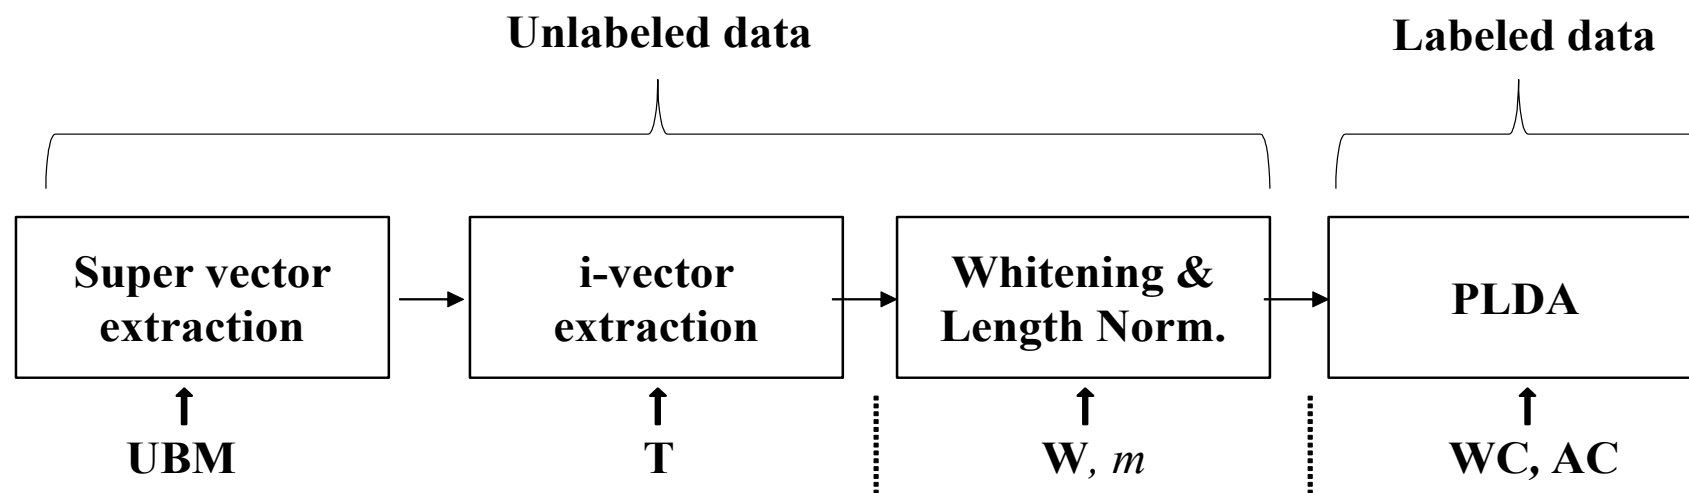 Unlabeled data
Labeled data
Super vector
extraction
i-vector
extraction
Whitening &
Length Norm.
PLDA
UBM
T
W, m
WC, AC